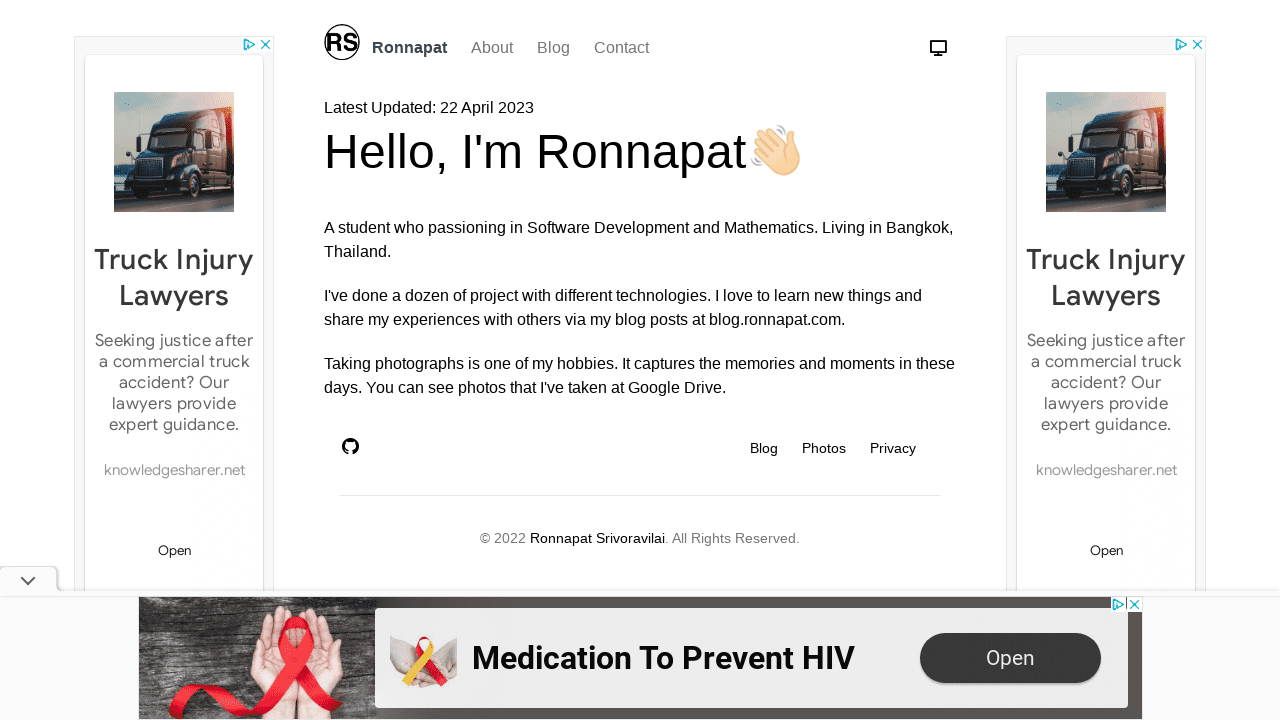 RS
Ronnapat About Blog Contact
Latest Updated: 22 April 2023
Hello, I'm Ronnapat👋🏻
A student who passioning in Software Development and Mathematics. Living in Bangkok,
Thailand.
I've done a dozen of project with different technologies. I love to learn new things and
share my experiences with others via my blog posts at blog.ronnapat.com.
Taking photographs is one of my hobbies. It captures the memories and moments in these
days. You can see photos that I've taken at Google Drive.
Blog Photos Privacy
© 2022 Ronnapat Srivoravilai. All Rights Reserved.
Truck Injury
Lawyers
Seeking justice after
a commercial truck
accident? Our
lawyers provide
expert guidance.
knowledgesharer.net
Open
Truck Injury
Lawyers
Seeking justice after
a commercial truck
accident? Our
lawyers provide
expert guidance.
knowledgesharer.net
Open
Medication To Prevent HIV
Open